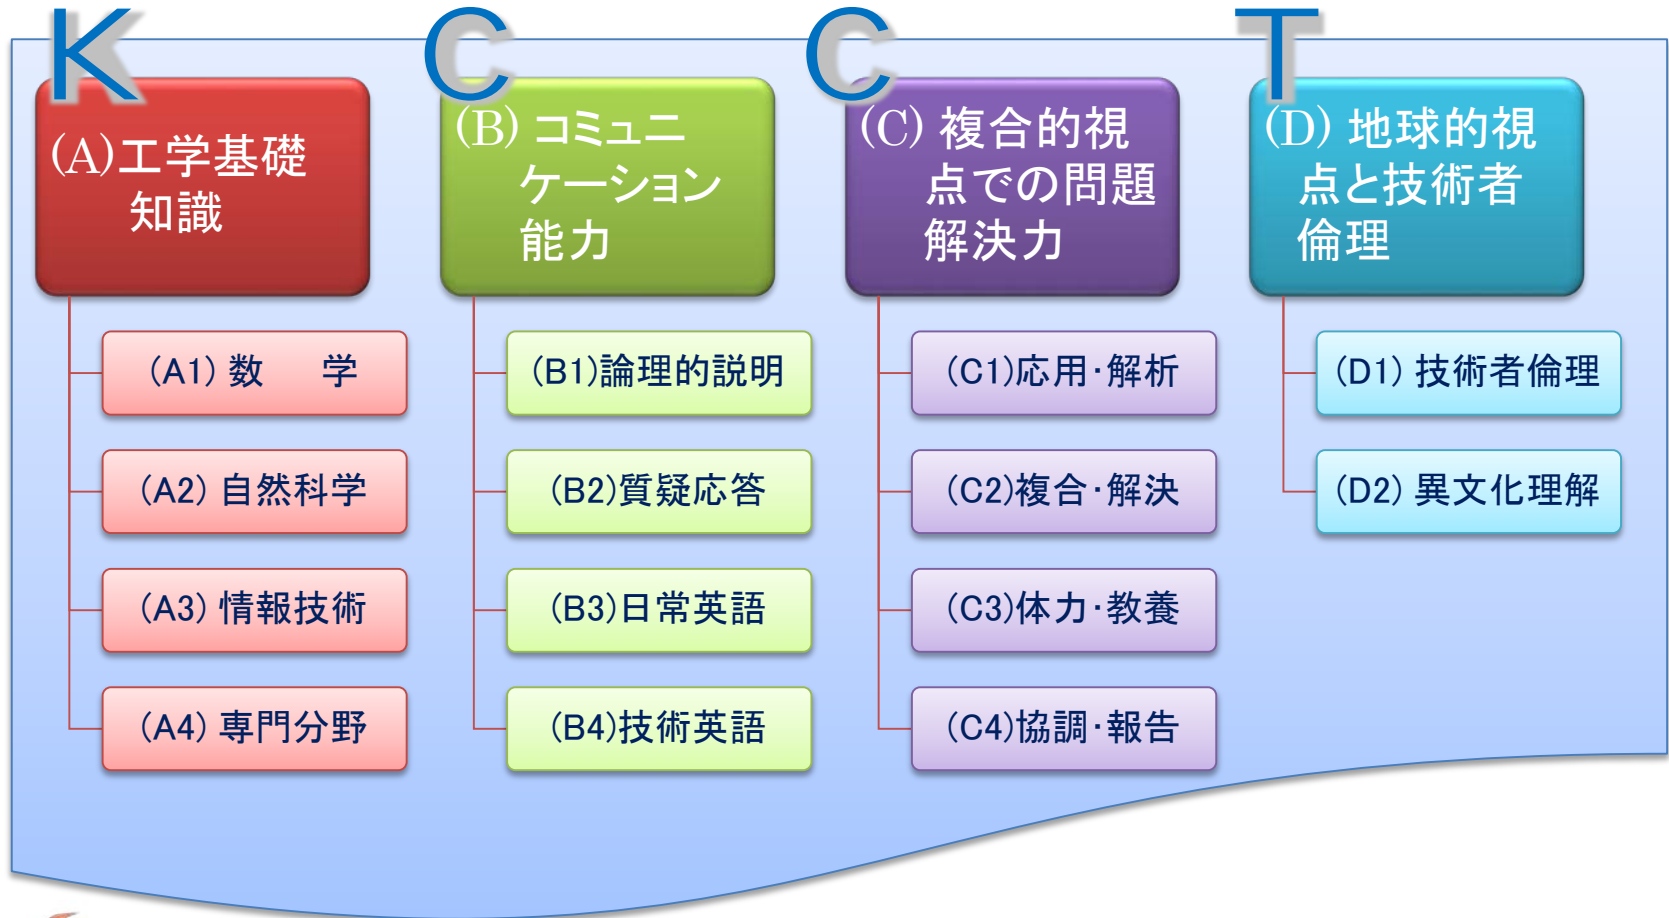 K
(A)工学基礎
知識
(A1) 数　学
(A2) 自然科学
(A3) 情報技術
(A4) 専門分野
C
(B) コミュニ
ケーション
能力
(B1)論理的説明
(B2)質疑応答
(B3)日常英語
(B4)技術英語
C
(C) 複合的視
点での問題
解決力
(C1)応用・解析
(C2)複合・解決
(C3)体力・教養
(C4)協調・報告
T
(D) 地球的視
点と技術者
倫理
(D1) 技術者倫理
(D2) 異文化理解